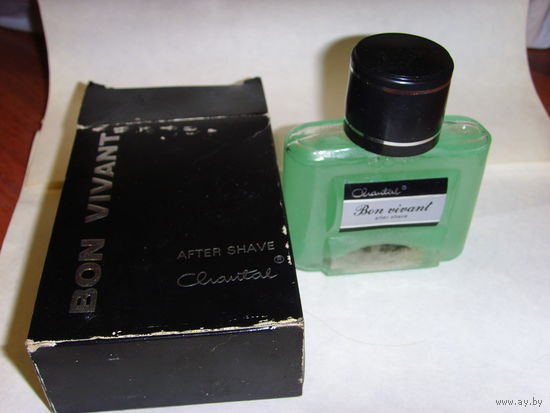 BON VIVANT
AFTER SHAVE
Chantal®
Chantal®
Bon vivant
after shave
www.ay.by